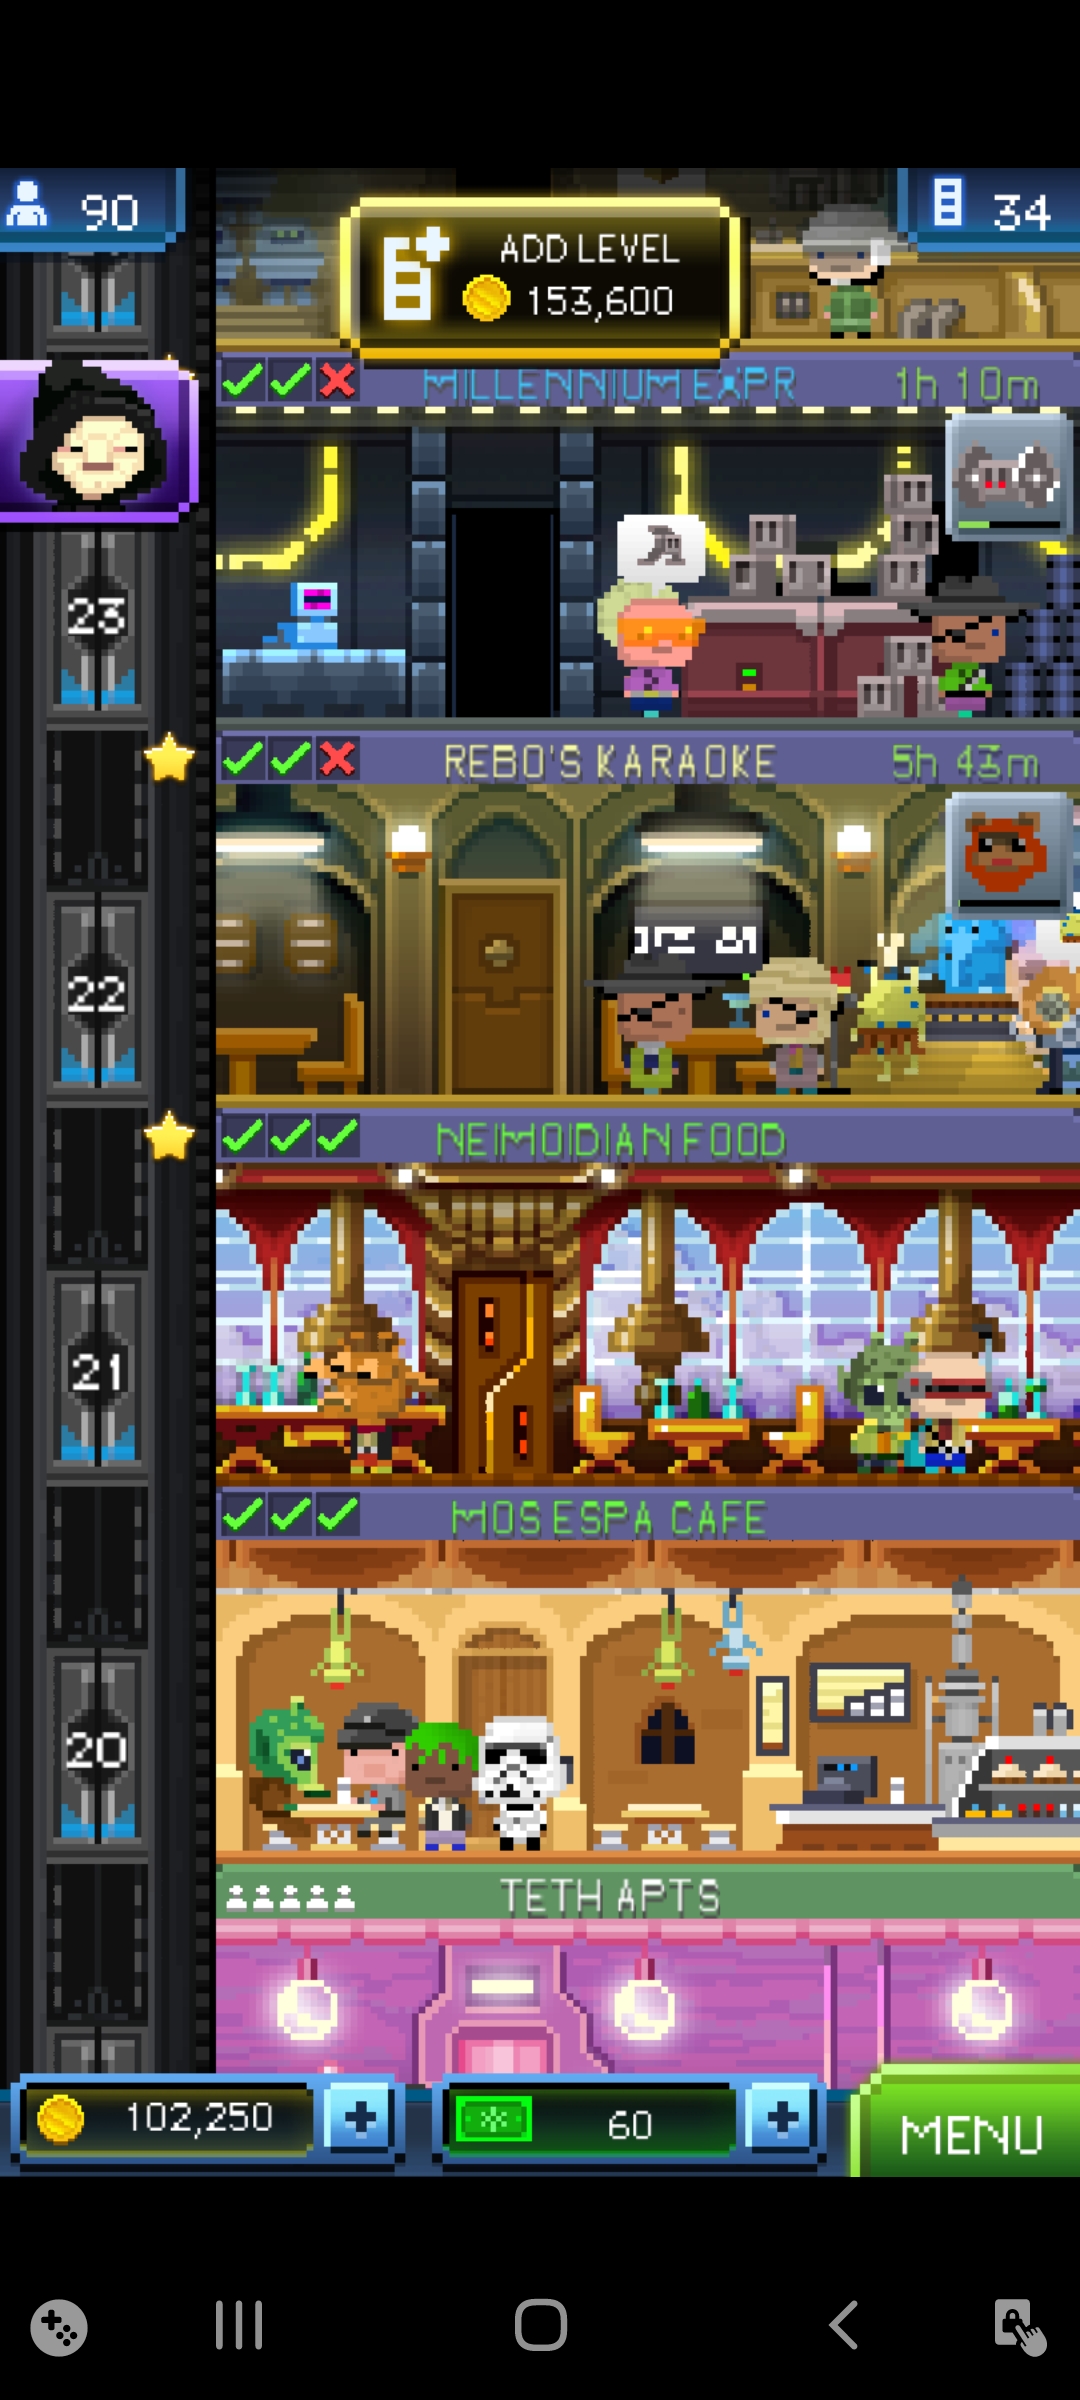 90
34
ADD LEVEL
153,600
MILLENNIUM EXPR
1h 10m
23
REBO'S KARAOKE
5h 43m
22
NEIMOIDIAN FOOD
21
MOS ESPA CAFE
20
TETH APTS
102,250
60
MENU